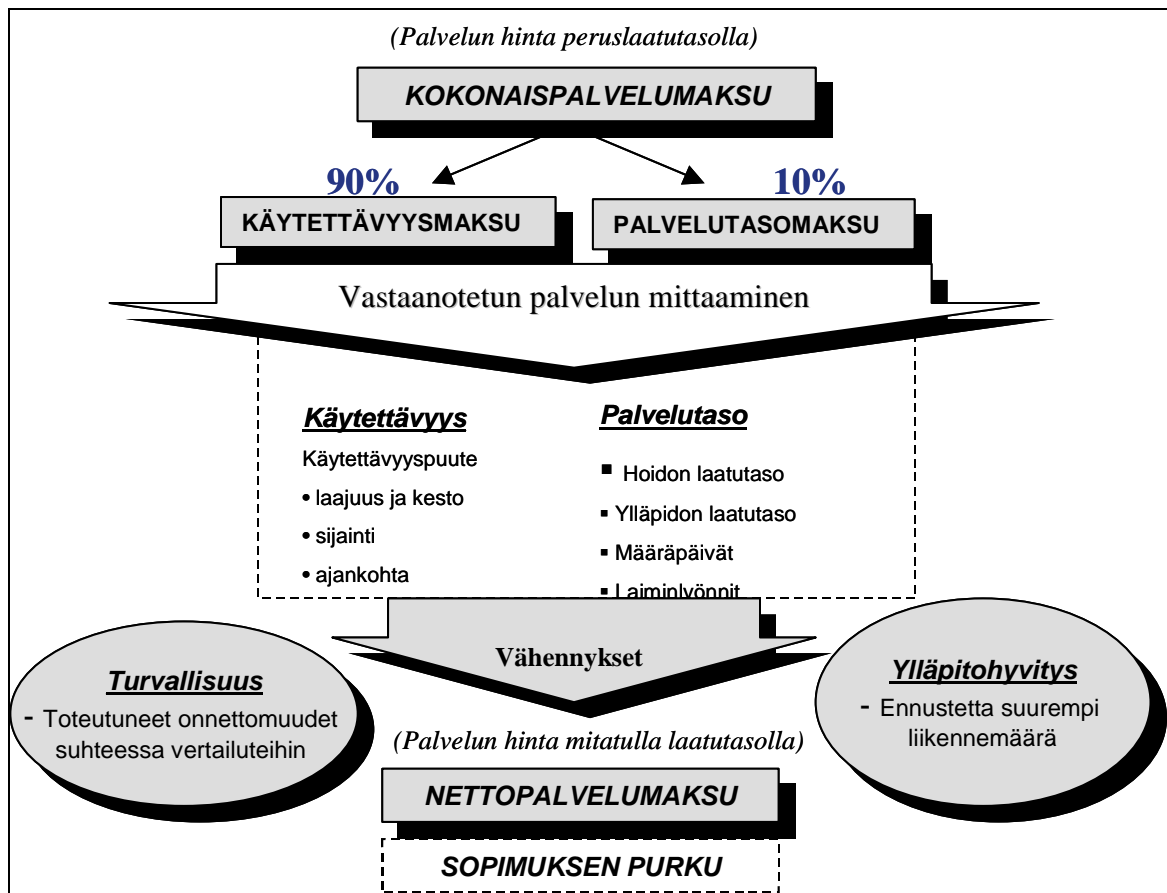 (Palvelun hinta peruslaatutasolla)
KOKONAISPALVELUMAKSU
90%
10%
KÄYTETTÄVYYSMAKSU
PALVELUTASOMAKSU
Vastaanotetun palvelun mittaaminen
Käytettävyys
Käytettävyyspuute
• laajuus ja kesto
• sijainti
• ajankohta
Palvelutaso
▪ Hoidon laatutaso
▪ Ylläpidon laatutaso
▪ Määräpäivät
▪ Laiminlyönnit
Vähennykset
Turvallisuus
- Toteutuneet onnettomuudet
suhteessa vertailuteihin
Ylläpitohyvitys
- Ennustetta suurempi
liikennemäärä
(Palvelun hinta mitatulla laatutasolla)
NETTOPALVELUMAKSU
SOPIMUKSEN PURKU